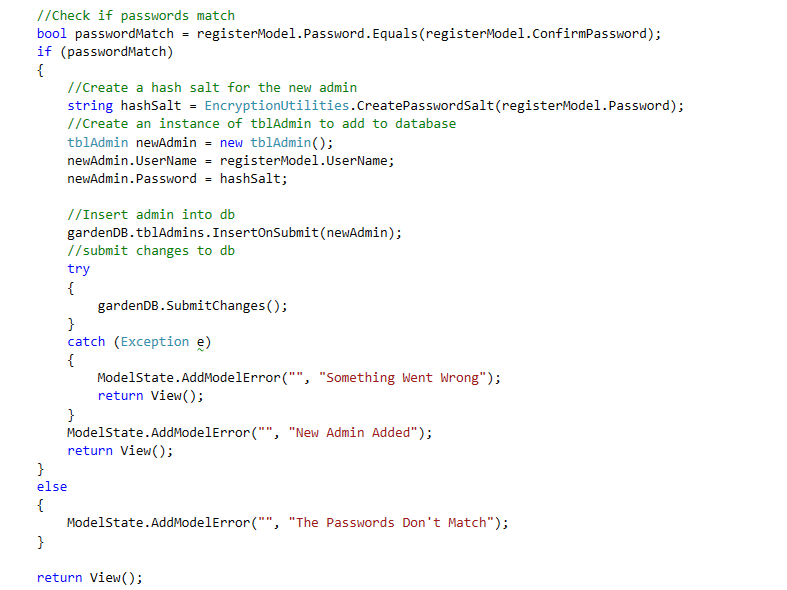 //Check if passwords match
bool passwordMatch = registerModel.Password.Equals(registerModel.ConfirmPassword);
if (passwordMatch)
{
    //Create a hash salt for the new admin
    string hashSalt = EncryptionUtilities.CreatePasswordSalt(registerModel.Password);
    //Create an instance of tblAdmin to add to database
    tblAdmin newAdmin = new tblAdmin();
    newAdmin.UserName = registerModel.UserName;
    newAdmin.Password = hashSalt;

    //Insert admin into db
    gardenDB.tblAdmins.InsertOnSubmit(newAdmin);
    //submit changes to db
    try
    {
        gardenDB.SubmitChanges();
    }
    catch (Exception e)
    {
        ModelState.AddModelError("", "Something Went Wrong");
        return View();
    }
    ModelState.AddModelError("", "New Admin Added");
    return View();
}
else
{
    ModelState.AddModelError("", "The Passwords Don't Match");
}

return View();